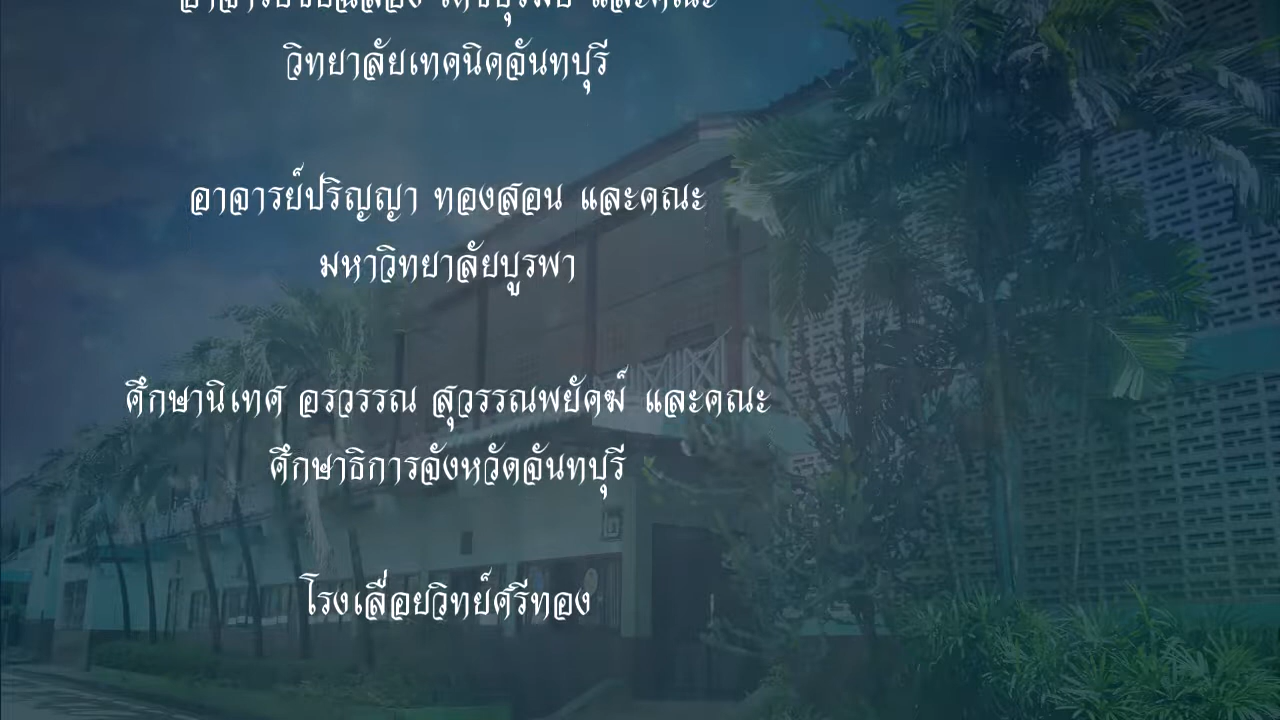 และคณะ
วิทยาลัยเทคนิคจันทบุรี
อาจารย์ปริญญา ทองสอน และคณะ
มหาวิทยาลัยบูรพา
ศึกษานิเทศ อรวรรณ สุวรรณพยัคฆ์ และคณะ
ศึกษาธิการจังหวัดจันทบุรี
โรงเลื่อยวิทย์ศรีทอง